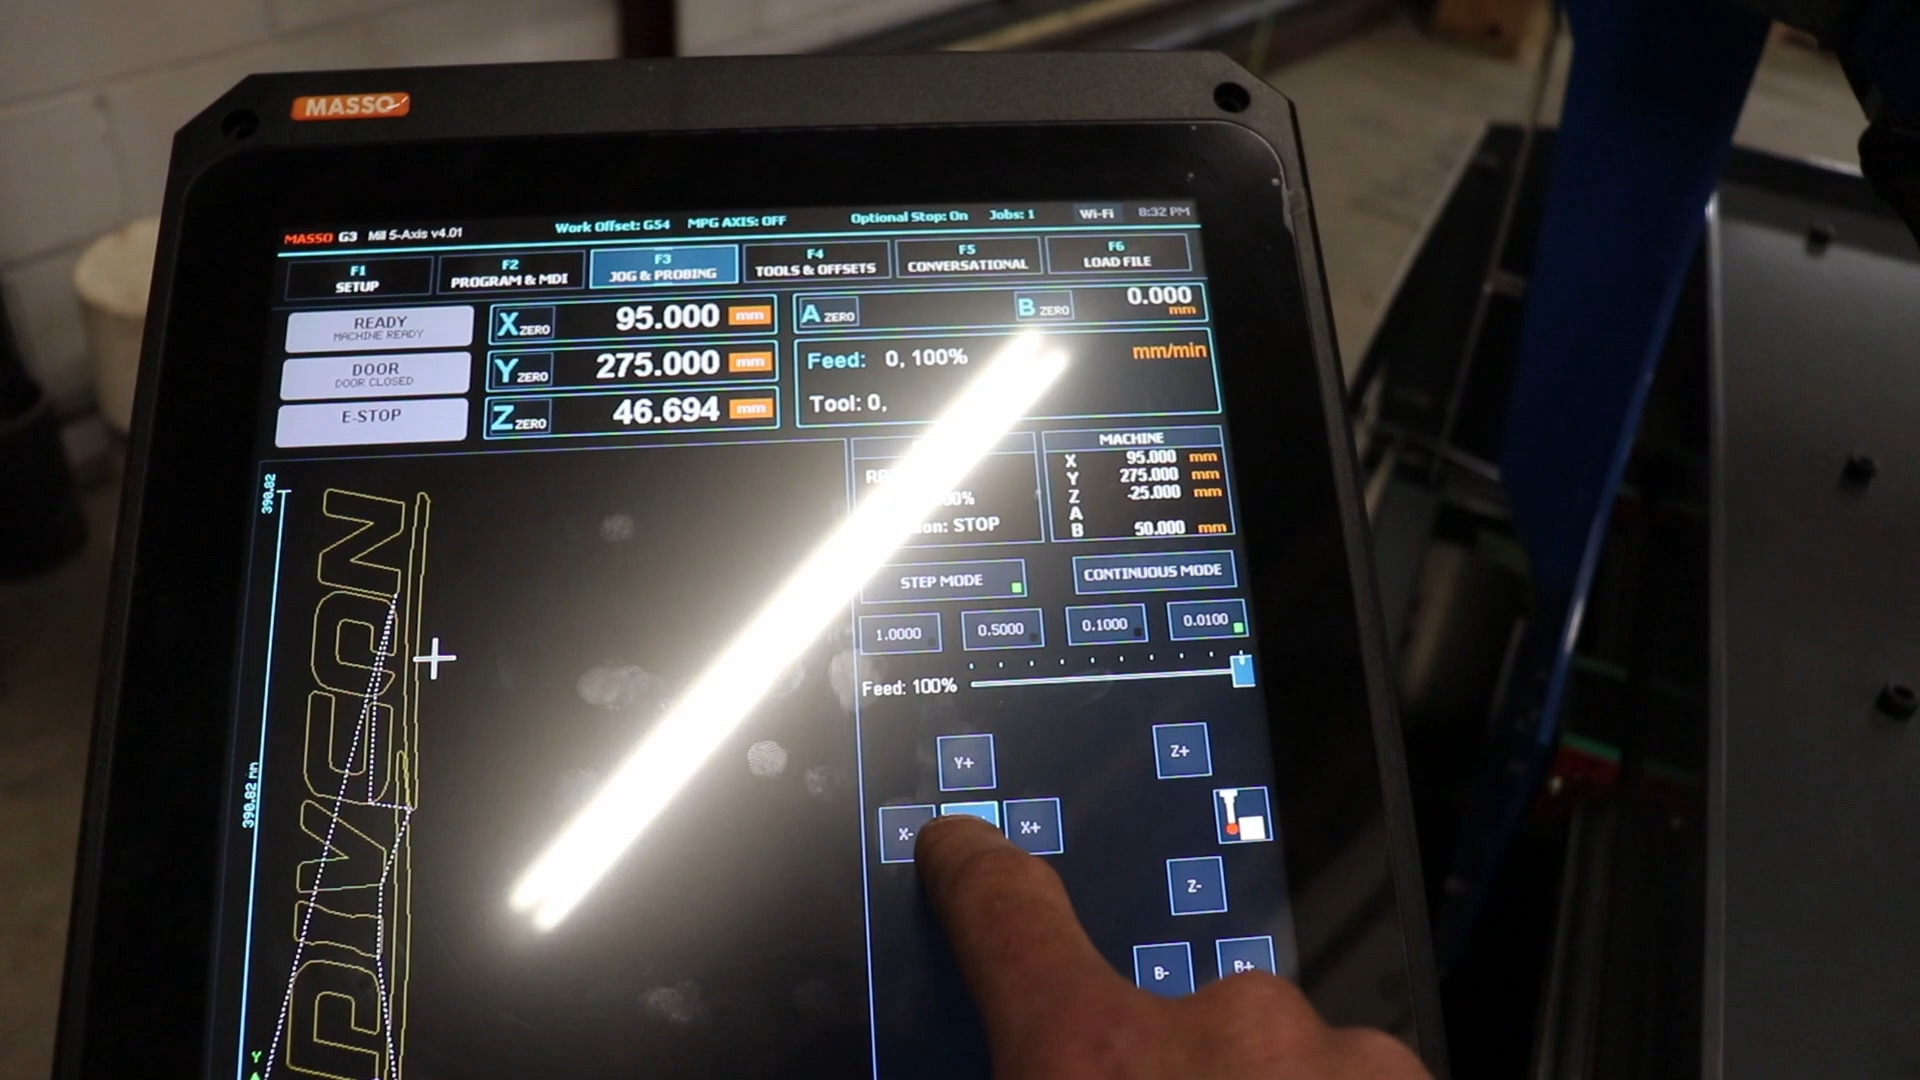 MASSO
MASSO G3 Mill 5-Axis v4.01 Work Offset: G54 MPG AXIS: OFF Optional Stop: On Jobs: 1 Wi-Fi 8:32 PM
F1 F2 F3 F4 F5 F6
SETUP PROGRAM & MDI JOG & PROBING TOOLS & OFFSETS CONVERSATIONAL LOAD FILE
READY
MACHINE READY
DOOR
DOOR CLOSED
E-STOP
X ZERO 95.000 mm
Y ZERO 275.000 mm
Z ZERO 46.694 mm
A ZERO B ZERO 0.000 mm
Feed: 0, 100% mm/min
Tool: 0,
STOP
MACHINE
X 95.000 mm
Y 275.000 mm
Z -25.000 mm
A
B 50.000 mm
STEP MODE CONTINUOUS MODE
1.0000 0.5000 0.1000 0.0100
Feed: 100%
Y+ Z+
X- X+
Z-
B- B+
390.82
390.82 MM
DIVISION
Y